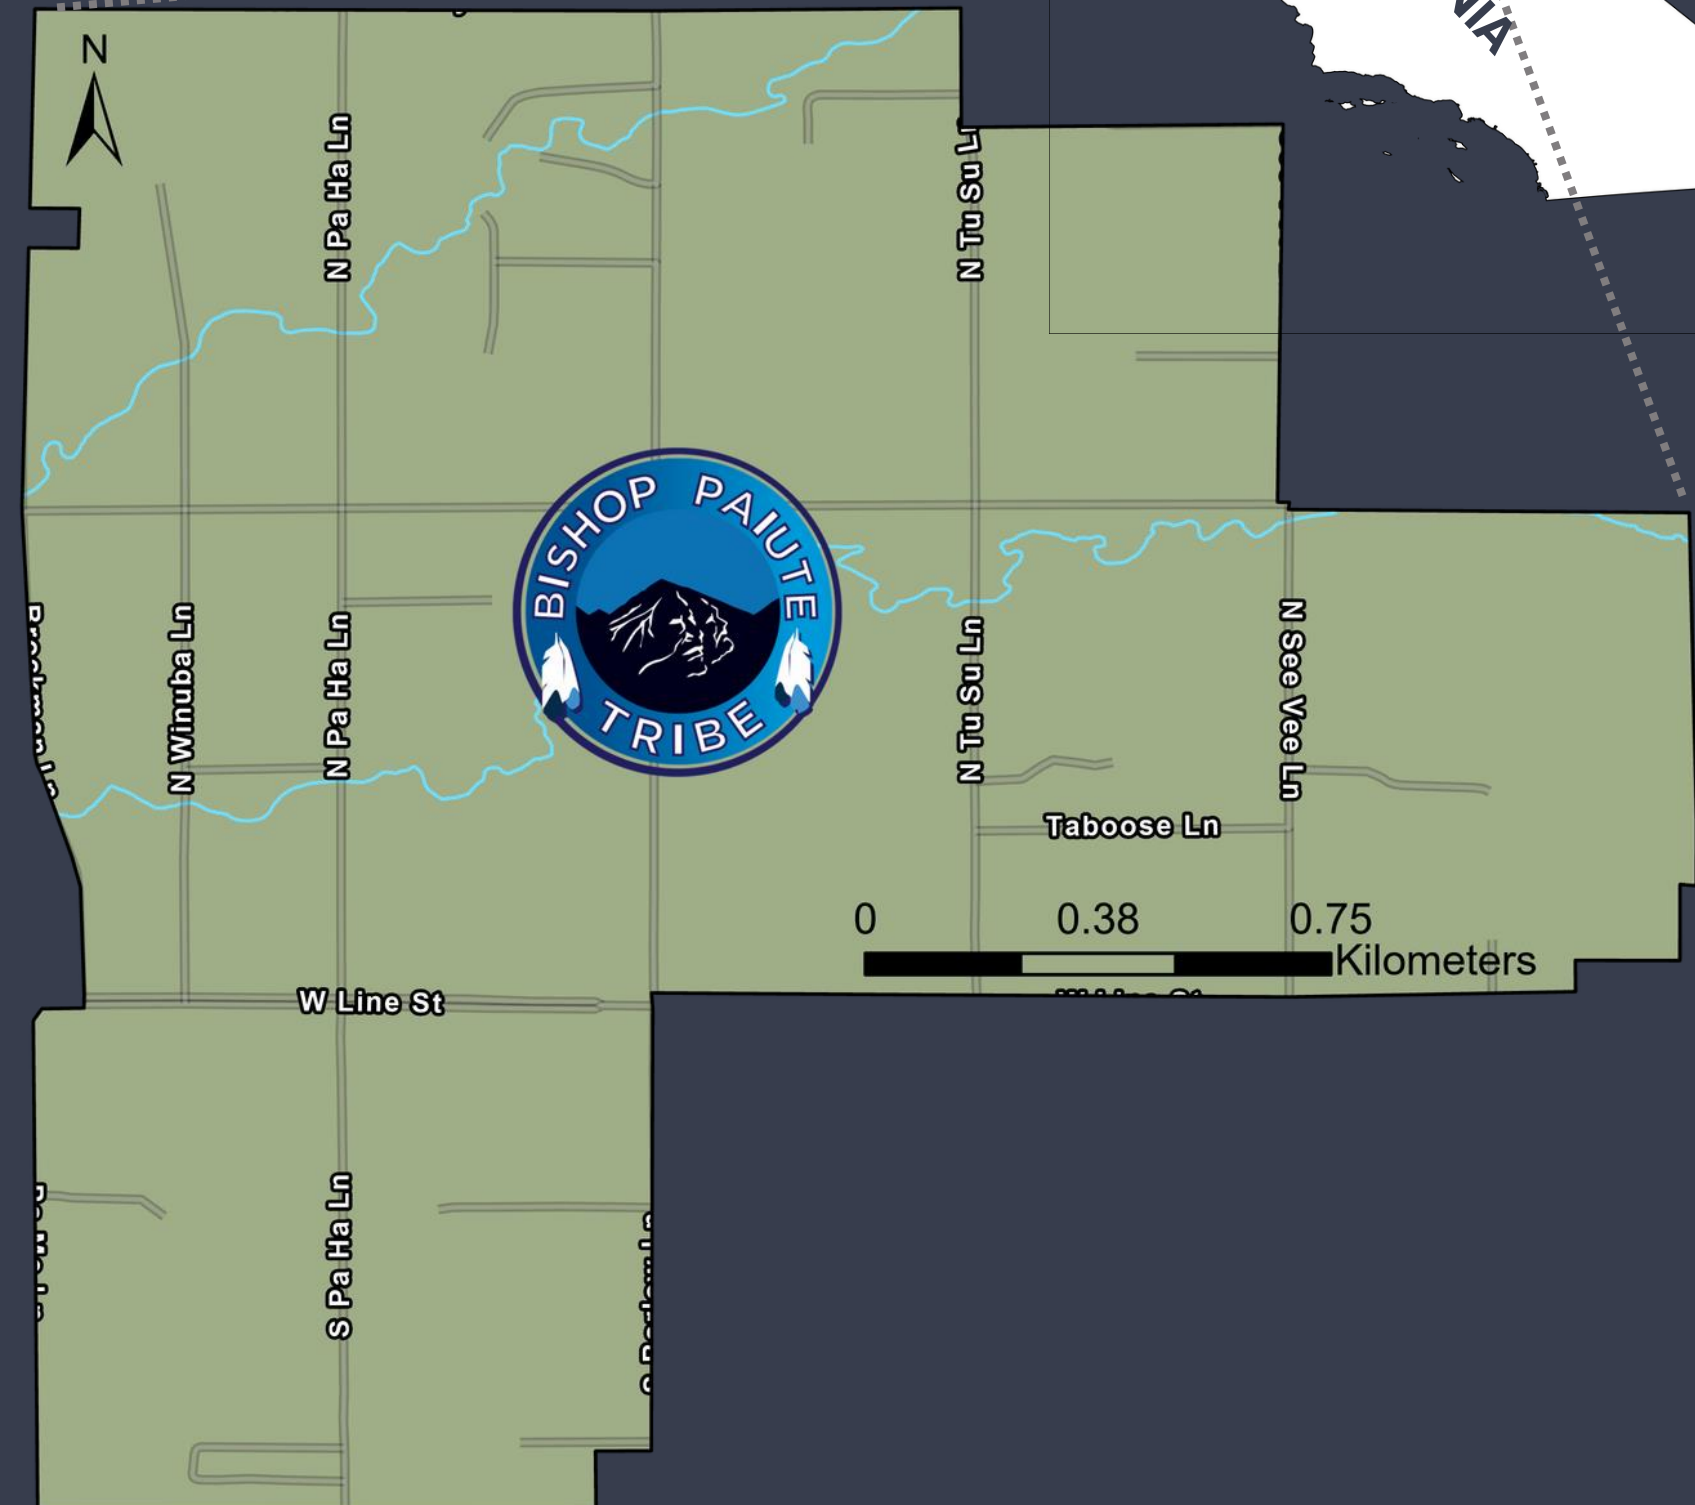 N
N Pa Ha Ln
N Tu Su Ln
BISHOP PAIUTE
TRIBE
N Winuba Ln
N Pa Ha Ln
N Tu Su Ln
N See Vee Ln
Taboose Ln
0 0.38 0.75
Kilometers
W Line St
S Pa Ha Ln